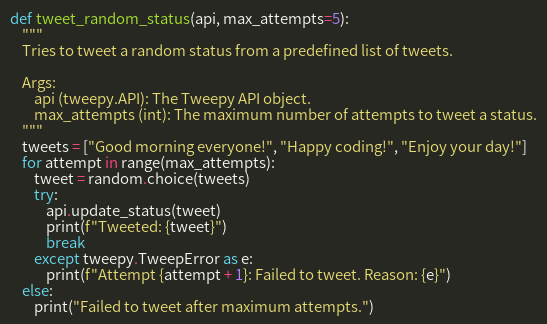 def tweet_random_status(api, max_attempts=5):
    """
    Tries to tweet a random status from a predefined list of tweets.

    Args:
        api (tweepy.API): The Tweepy API object.
        max_attempts (int): The maximum number of attempts to tweet a status.
    """
    tweets = ["Good morning everyone!", "Happy coding!", "Enjoy your day!"]
    for attempt in range(max_attempts):
        tweet = random.choice(tweets)
        try:
            api.update_status(tweet)
            print(f"Tweeted: {tweet}")
            break
        except tweepy.TweepError as e:
            print(f"Attempt {attempt + 1}: Failed to tweet. Reason: {e}")
    else:
        print("Failed to tweet after maximum attempts.")